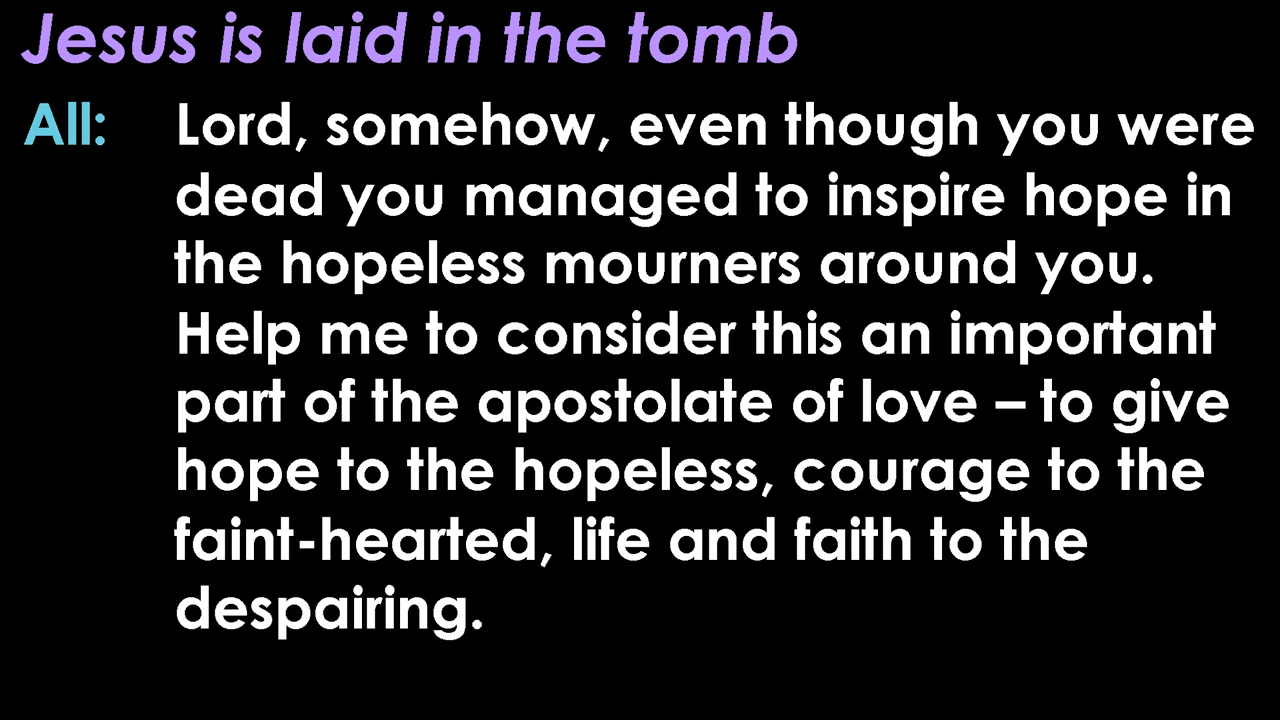 Jesus is laid in the tomb
All: Lord, somehow, even though you were
dead you managed to inspire hope in
the hopeless mourners around you.
Help me to consider this an important
part of the apostolate of love – to give
hope to the hopeless, courage to the
faint-hearted, life and faith to the
despairing.